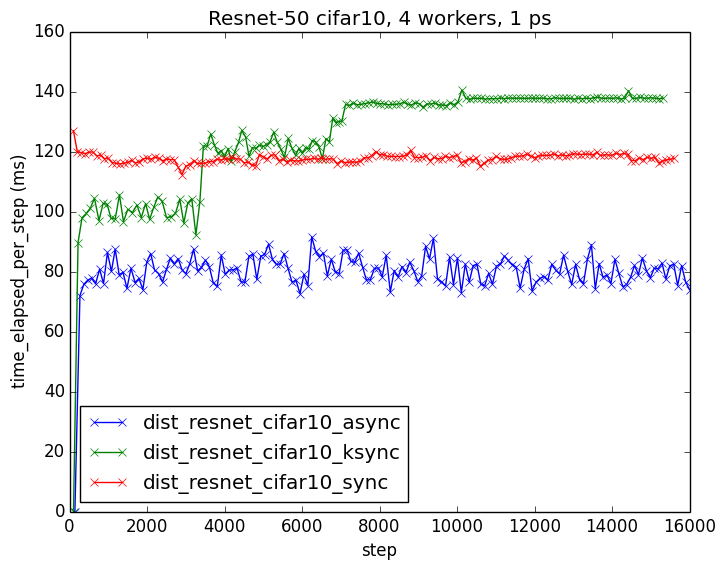 Resnet-50 cifar10, 4 workers, 1 ps
time_elapsed_per_step (ms)
160
140
120
100
80
60
40
20
0
dist_resnet_cifar10_async
dist_resnet_cifar10_ksync
dist_resnet_cifar10_sync
0 2000 4000 6000 8000 10000 12000 14000 16000
step